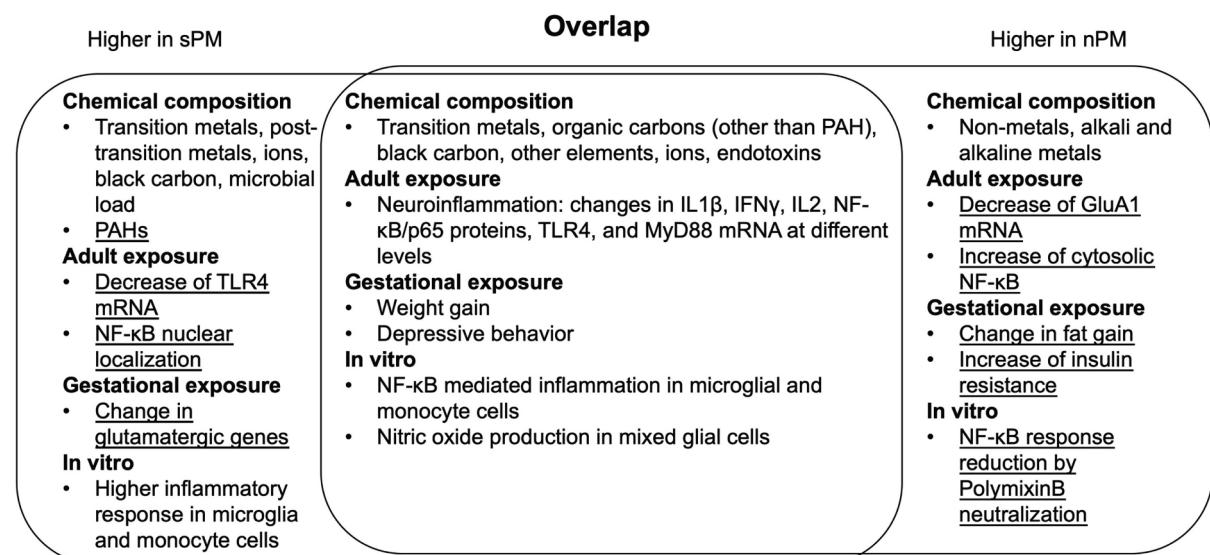 Overlap
Higher in sPM
Higher in nPM
Chemical composition
• Transition metals, post-
transition metals, ions,
black carbon, microbial
load
• PAHs
Adult exposure
• Decrease of TLR4
mRNA
• NF-κB nuclear
localization
Gestational exposure
• Change in
glutamatergic genes
In vitro
• Higher inflammatory
response in microglia
and monocyte cells
Chemical composition
• Transition metals, organic carbons (other than PAH),
black carbon, other elements, ions, endotoxins
Adult exposure
• Neuroinflammation: changes in IL1β, IFNγ, IL2, NF-
κB/p65 proteins, TLR4, and MyD88 mRNA at different
levels
Gestational exposure
• Weight gain
• Depressive behavior
In vitro
• NF-κB mediated inflammation in microglial and
monocyte cells
• Nitric oxide production in mixed glial cells
Chemical composition
• Non-metals, alkali and
alkaline metals
Adult exposure
• Decrease of GluA1
mRNA
• Increase of cytosolic
NF-κB
Gestational exposure
• Change in fat gain
• Increase of insulin
resistance
In vitro
• NF-κB response
reduction by
PolymixinB
neutralization